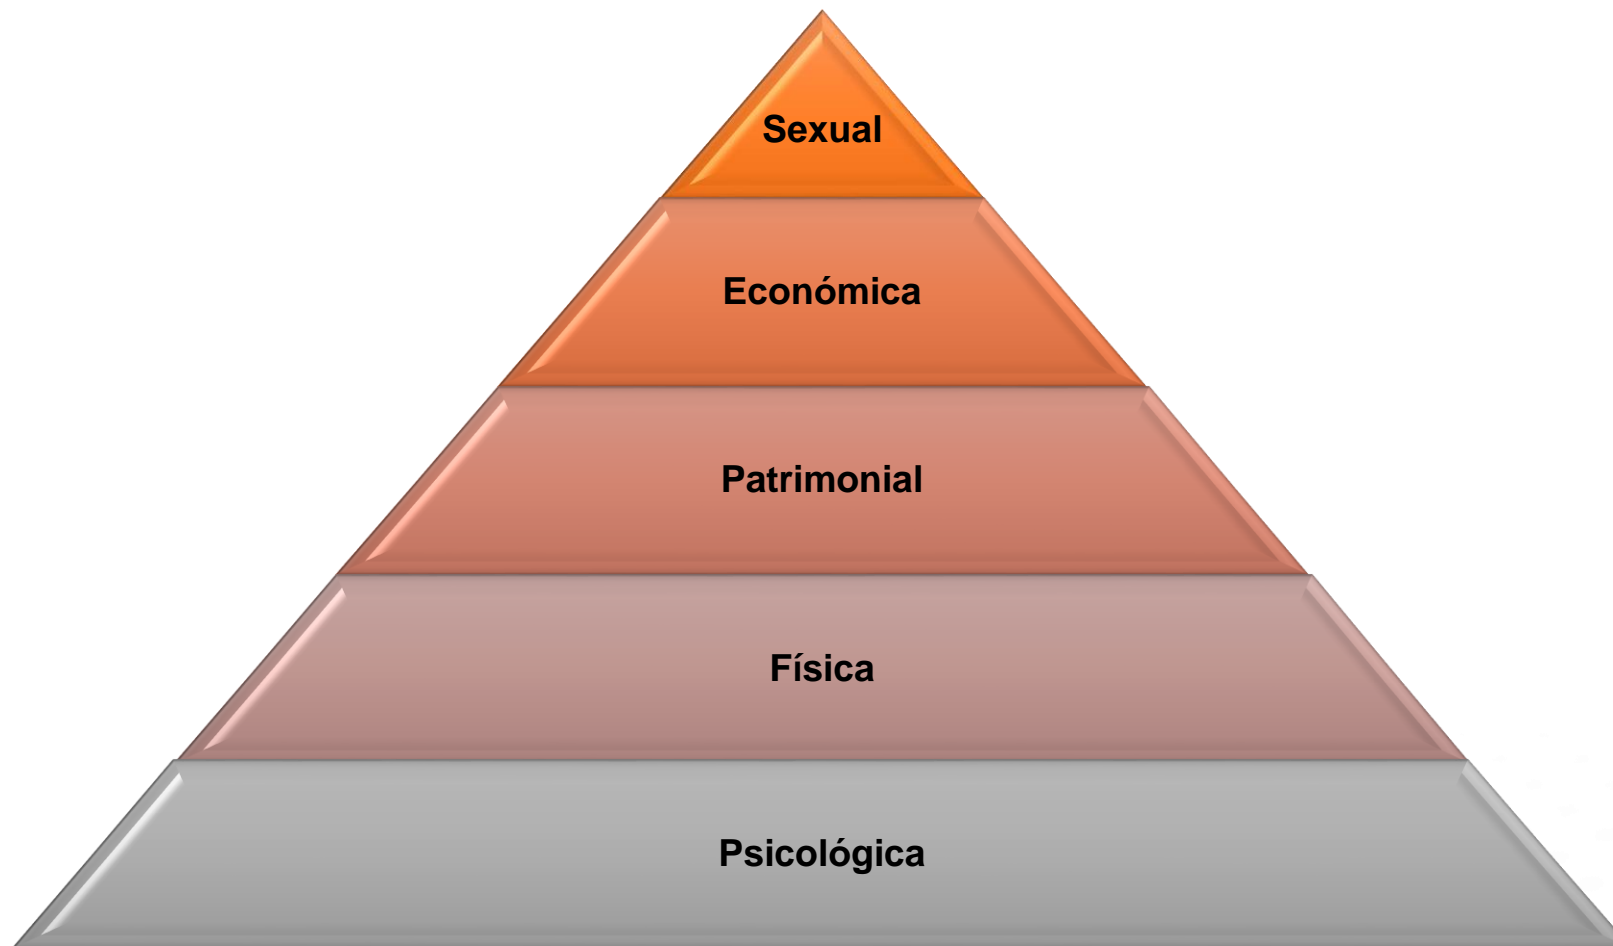 Sexual
Económica
Patrimonial
Física
Psicológica